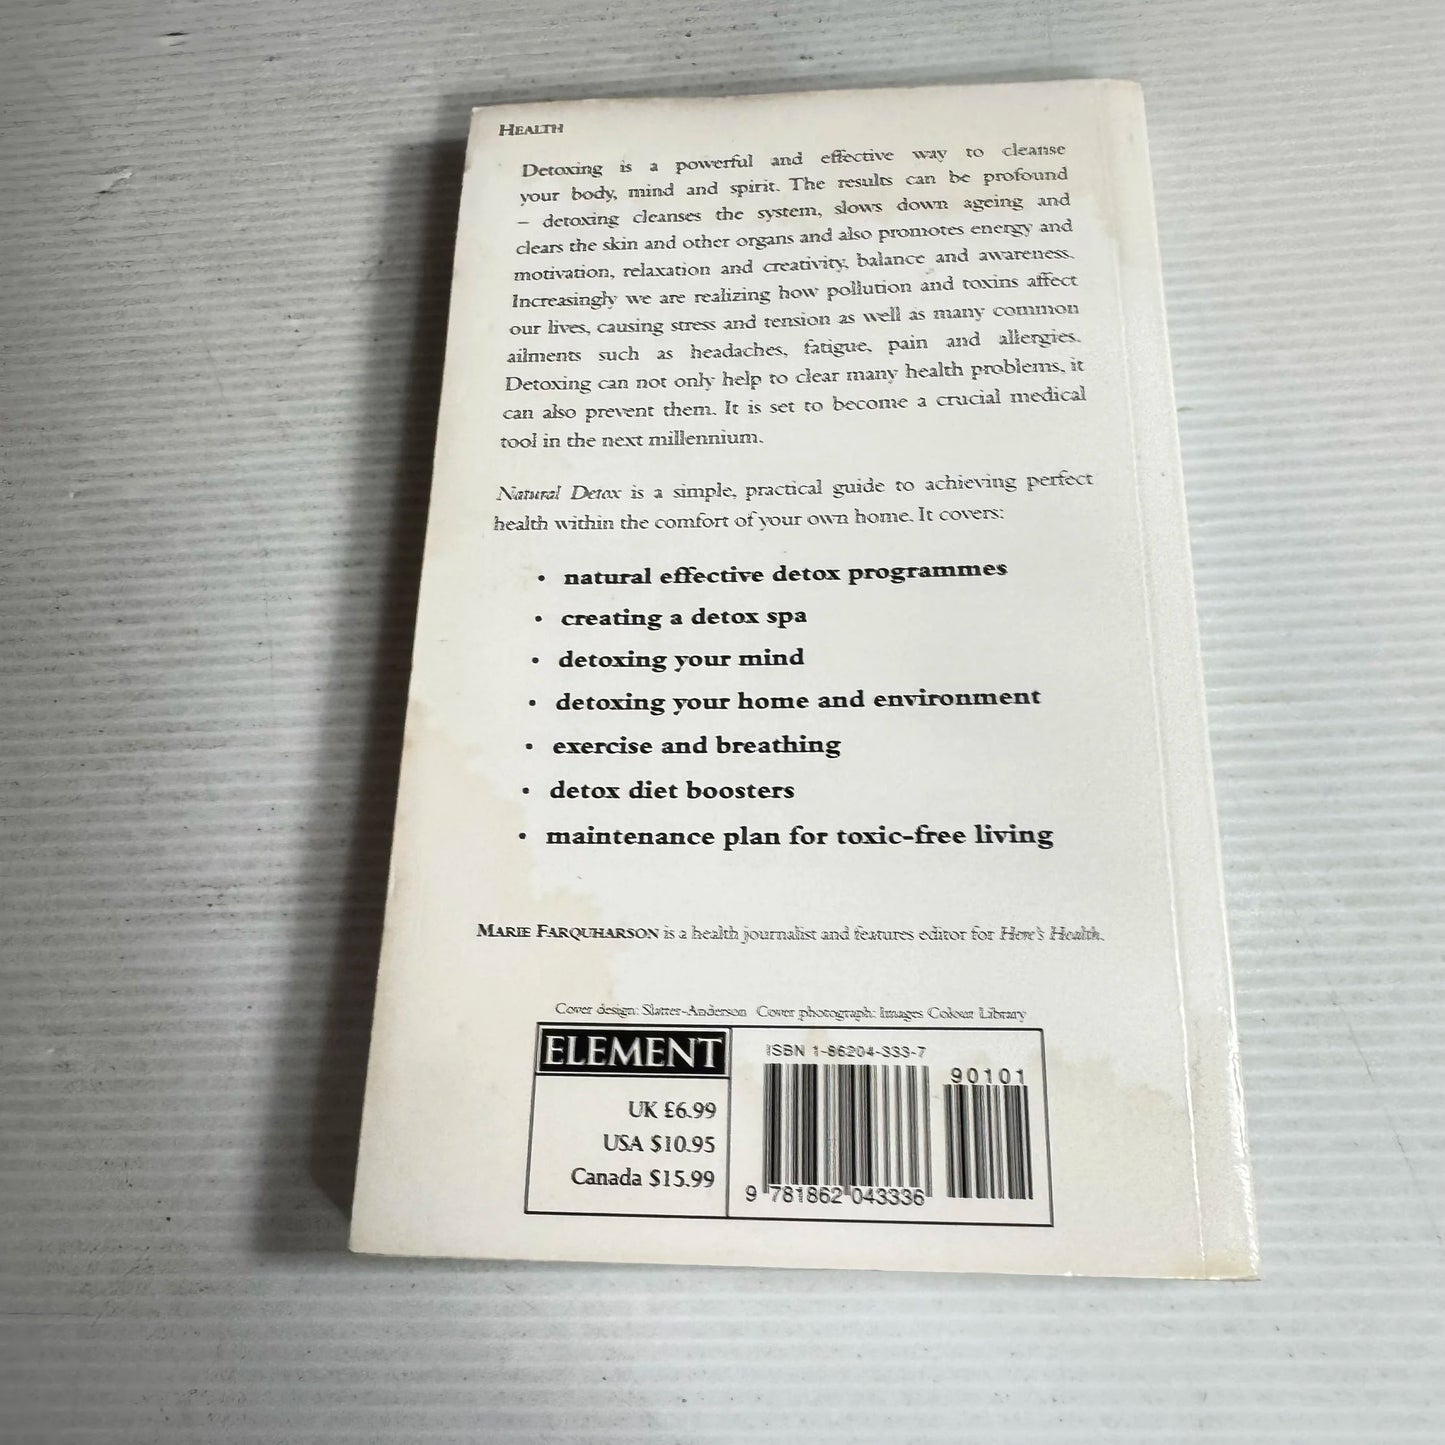 HEALTH
Detoxing is a powerful and effective way to cleanse
your body, mind and spirit. The results can be profound
– detoxing cleanses the system, slows down ageing and
clears the skin and other organs and also promotes energy and
motivation, relaxation and creativity, balance and awareness.
Increasingly we are realizing how pollution and toxins affect
our lives, causing stress and tension as well as many common
ailments such as headaches, fatigue, pain and allergies.
Detoxing can not only help to clear many health problems, it
can also prevent them. It is set to become a crucial medical
tool in the next millennium.
Natural Detox is a simple, practical guide to achieving perfect
health within the comfort of your own home. It covers:
• natural effective detox programmes
• creating a detox spa
• detoxing your mind
• detoxing your home and environment
• exercise and breathing
• detox diet boosters
• maintenance plan for toxic-free living
MARIE FARQUHARSON is a health journalist and features editor for Here's Health.
Cover design: Slatter-Anderson Cover photograph: Images Colour Library
ELEMENT
UK £6.99
USA $10.95
Canada $15.99
ISBN 1-86204-333-7
90101
9 781862 043336